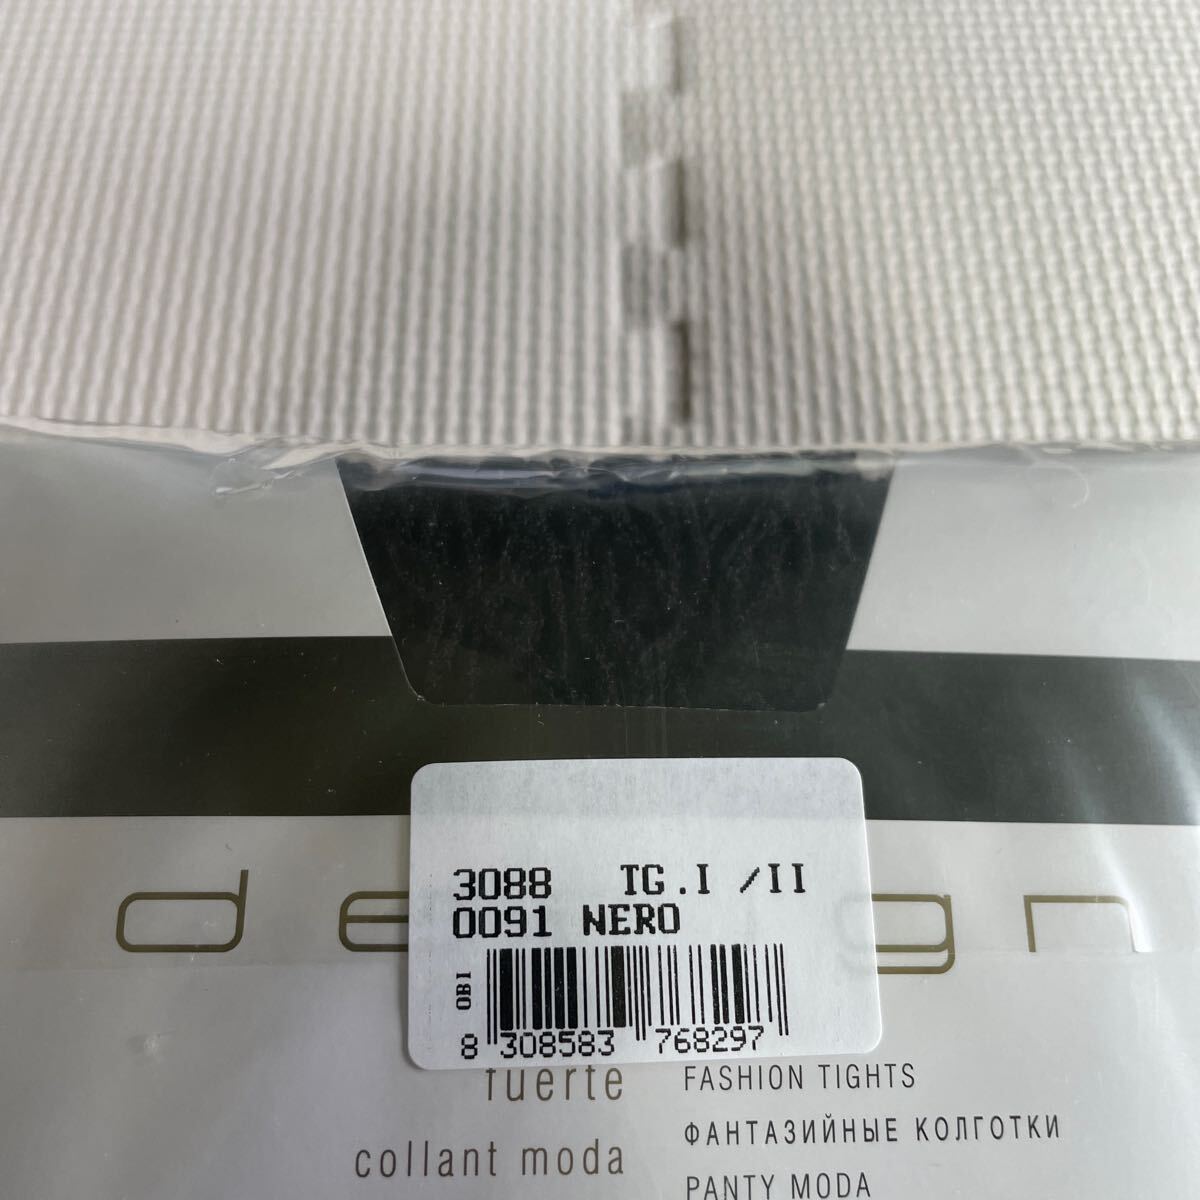 3088 TG.I /II
0091 NERO
OBI
8 308583 768297
fuerte
collant moda
FASHION TIGHTS
ФАНТАЗИЙНЫЕ КОЛГОТКИ
PANTY MODA